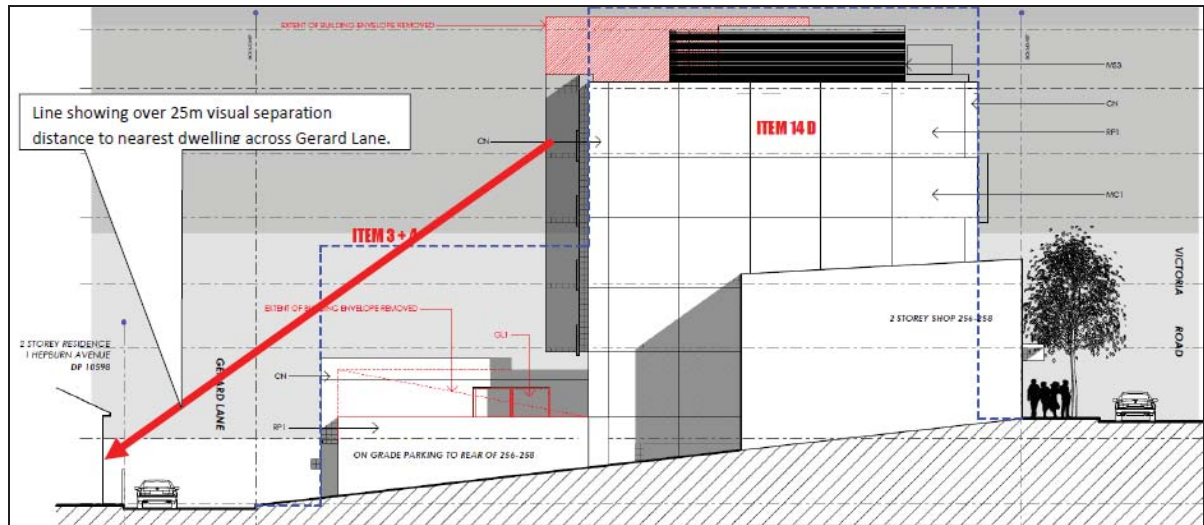 EXTENT OF BUILDING ENVELOPE REMOVED
MS3
Line showing over 25m visual separation
distance to nearest dwelling across Gerard Lane.
CN
ITEM 14 D
CN
RP1
MC1
ITEM 3 + 4
VICTORIA ROAD
EXTENT OF BUILDING ENVELOPE REMOVED
GL1
2 STOREY SHOP 256-258
2 STOREY RESIDENCE
1 HEPBURN AVENUE
DP 10598
GERARD LANE
CN
RP1
ON GRADE PARKING TO REAR OF 256-258